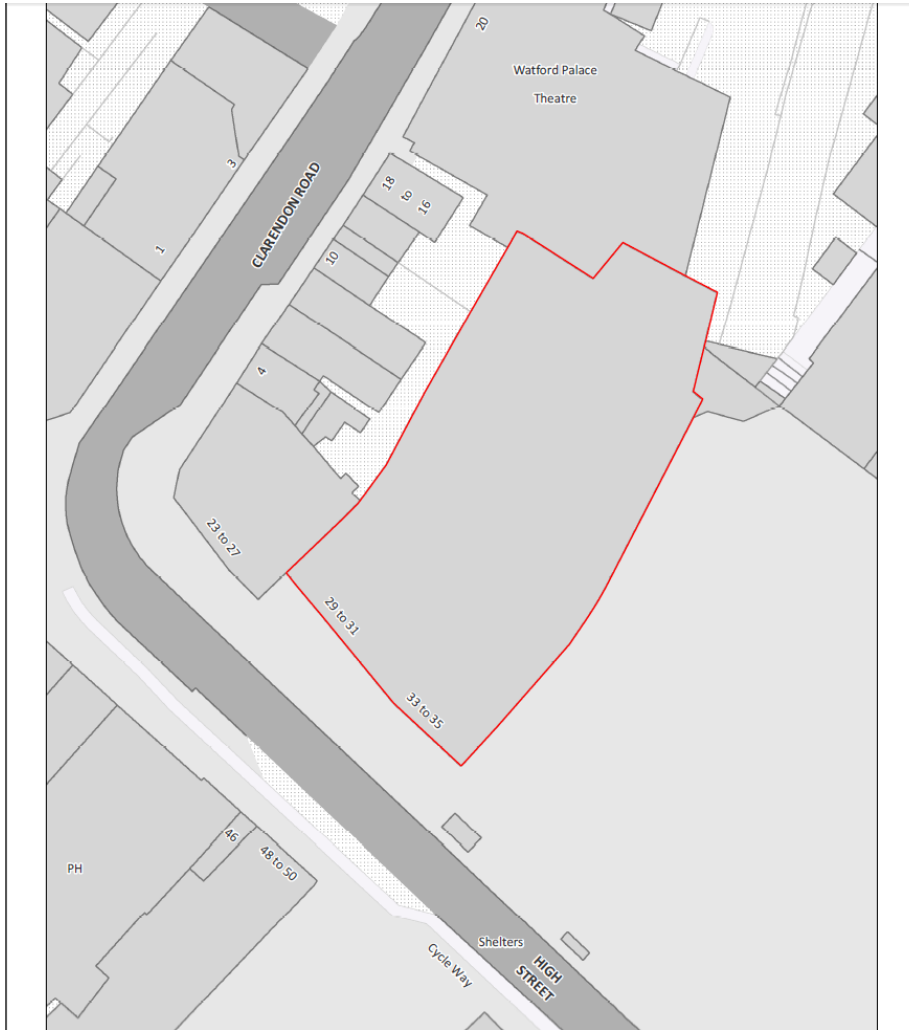 20
Watford Palace
Theatre
3
18
to
16
CLARENDON ROAD
1
10
4
23 to 27
29 to 31
33 to 35
46
48 to 50
PH
Shelters
Cycle Way
HIGH
STREET